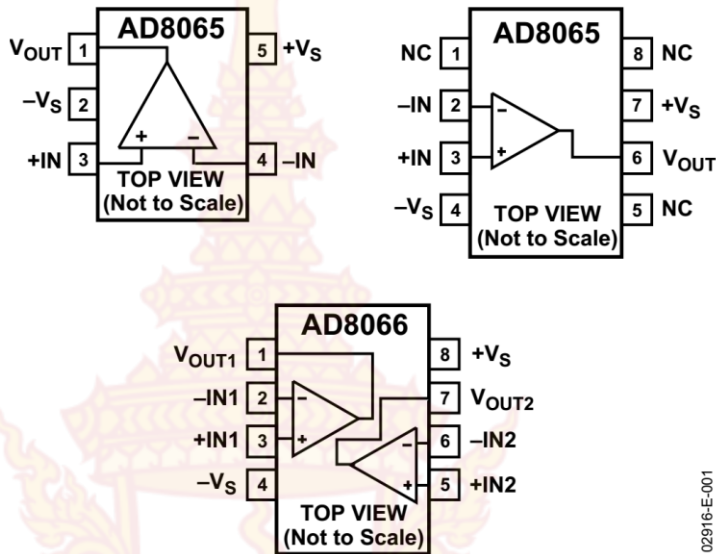 AD8065
VOUT 1
5 +VS
–VS 2
+IN 3
+ –
4 –IN
TOP VIEW
(Not to Scale)
AD8065
NC 1
8 NC
–IN 2
–
7 +VS
+IN 3
+
6 VOUT
–VS 4
5 NC
TOP VIEW
(Not to Scale)
AD8066
VOUT1 1
8 +VS
–IN1 2
–
7 VOUT2
+IN1 3
+
–
6 –IN2
–VS 4
+
5 +IN2
TOP VIEW
(Not to Scale)
02916-E-001